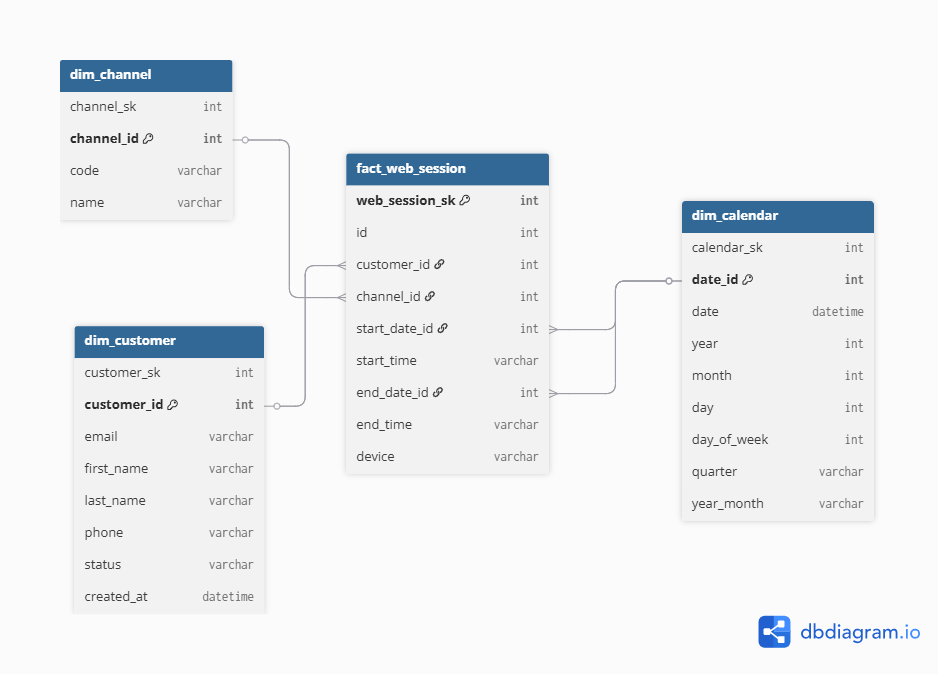 dim_channel
channel_sk int
channel_id int
code varchar
name varchar
fact_web_session
web_session_sk int
id int
customer_id int
channel_id int
start_date_id int
start_time varchar
end_date_id int
end_time varchar
device varchar
dim_calendar
calendar_sk int
date_id int
date datetime
year int
month int
day int
day_of_week int
quarter varchar
year_month varchar
dim_customer
customer_sk int
customer_id int
email varchar
first_name varchar
last_name varchar
phone varchar
status varchar
created_at datetime
dbdiagram.io